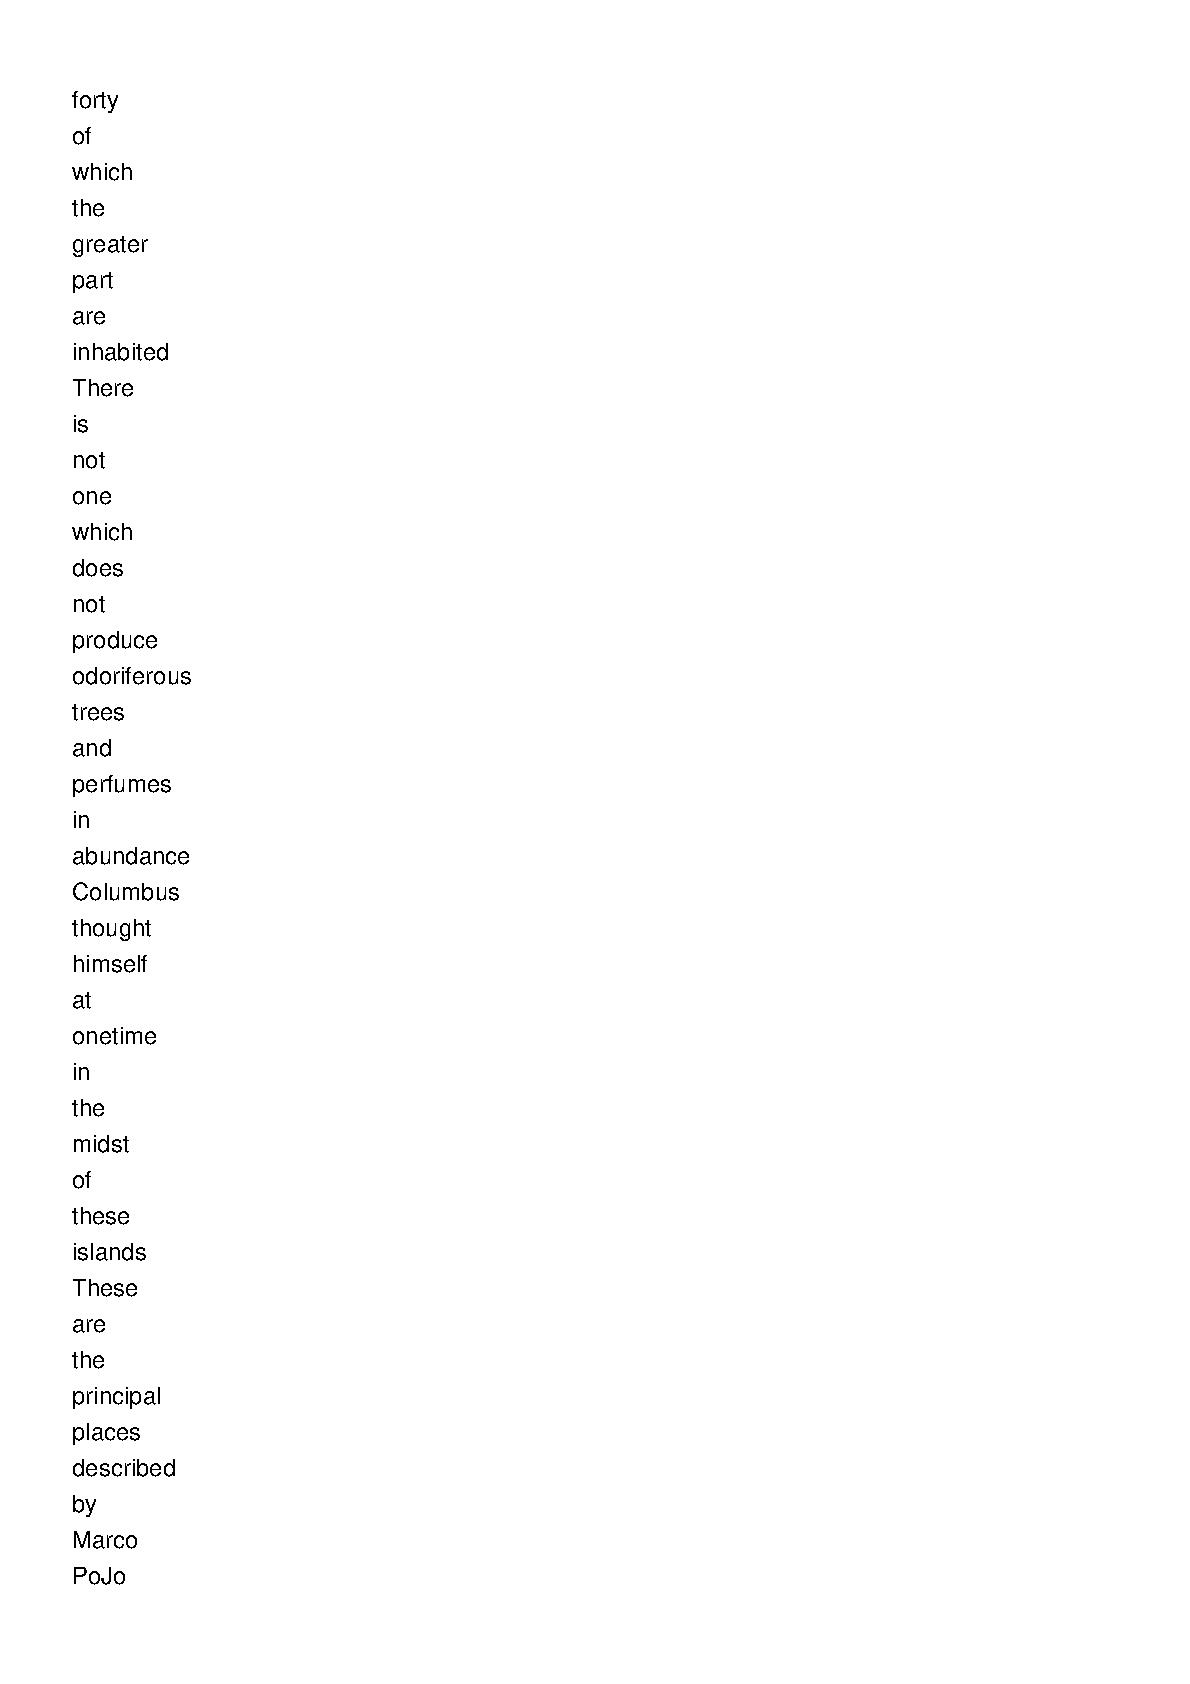 forty
of
which
the
greater
part
are
inhabited
There
is
not
one
which
does
not
produce
odoriferous
trees
and
perfumes
in
abundance
Columbus
thought
himself
at
onetime
in
the
midst
of
these
islands
These
are
the
principal
places
described
by
Marco
PoJo